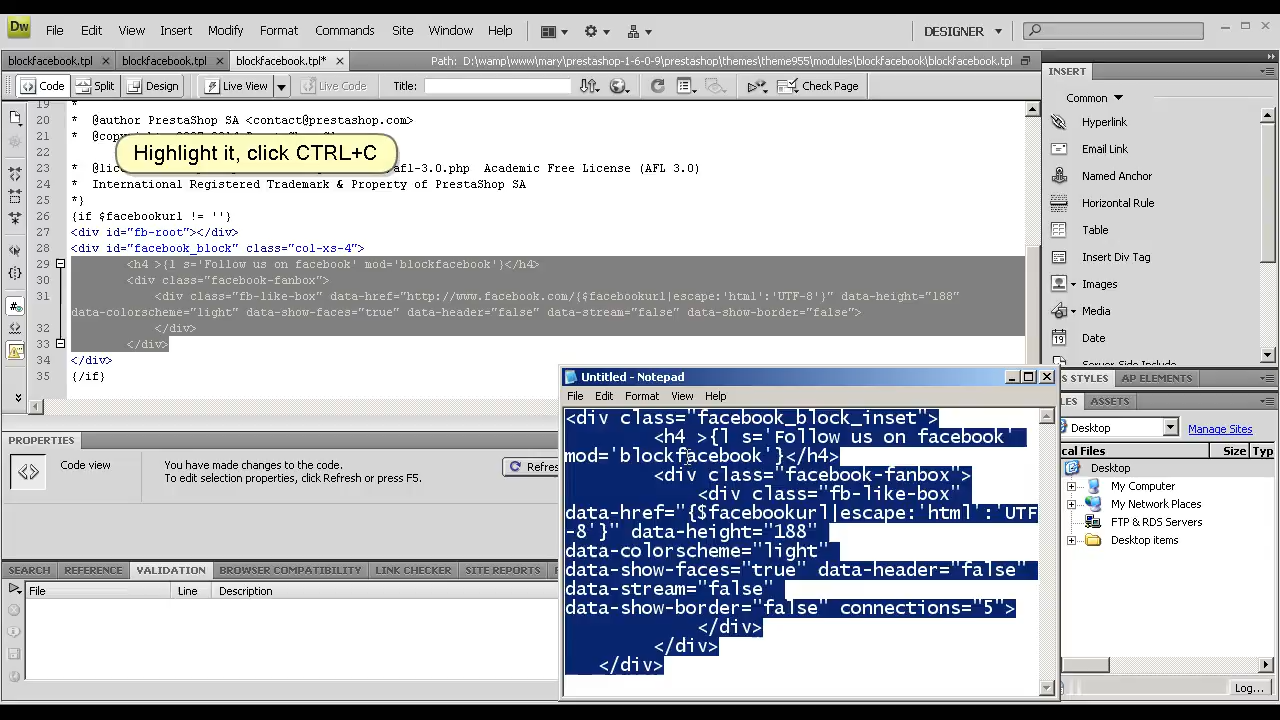 Dw File Edit View Insert Modify Format Commands Site Window Help DESIGNER
blockfacebook.tpl blockfacebook.tpl blockfacebook.tpl* Path: D:\wamp\www\mary\prestashop-1-6-0-9\prestashop\themes\theme955\modules\blockfacebook\blockfacebook.tpl
Code Split Design Live View Live Code Title: Check Page
19 *
20 * @author PrestaShop SA <contact@prestashop.com>
21 *
22
Highlight it, click CTRL+C
23 afl-3.0.php Academic Free License (AFL 3.0)
24 * International Registered Trademark & Property of PrestaShop SA
25 *}
26 {if $facebookurl != ''}
27 <div id="fb-root"></div>
28 <div id="facebook_block" class="col-xs-4">
29 <h4 >{l s='Follow us on facebook' mod='blockfacebook'}</h4>
30 <div class="facebook-fanbox">
31 <div class="fb-like-box" data-href="http://www.facebook.com/{$facebookurl|escape:'html':'UTF-8'}" data-height="188"
data-colorscheme="light" data-show-faces="true" data-header="false" data-stream="false" data-show-border="false">
32 </div>
33 </div>
34 </div>
35 {/if}
PROPERTIES
Code view
You have made changes to the code.
To edit selection properties, click Refresh or press F5.
Refres
SEARCH REFERENCE VALIDATION BROWSER COMPATIBILITY LINK CHECKER SITE REPORTS
File Line Description
Untitled - Notepad
File Edit Format View Help
<div class="facebook_block_inset">
<h4 >{l s='Follow us on facebook'
mod='blockfacebook'}</h4>
<div class="facebook-fanbox">
<div class="fb-like-box"
data-href="{$facebookurl|escape:'html':'UTF
-8'}" data-height="188"
data-colorscheme="light"
data-show-faces="true" data-header="false"
data-stream="false"
data-show-border="false" connections="5">
</div>
</div>
</div>
INSERT
Common
Hyperlink
Email Link
Named Anchor
Horizontal Rule
Table
Insert Div Tag
Images
Media
Date
Server-Side Include
S STYLES AP ELEMENTS
LES ASSETS
Desktop Manage Sites
cal Files Size Typ
Desktop
My Computer
My Network Places
FTP & RDS Servers
Desktop items
Log...